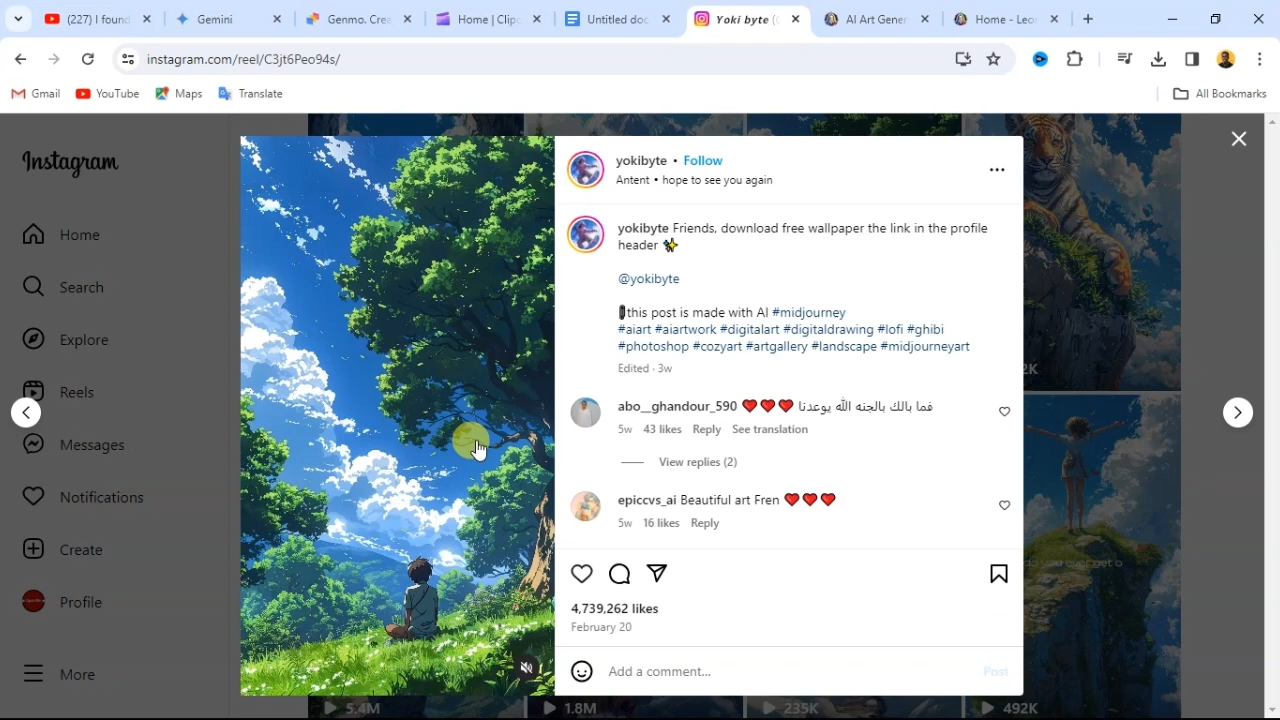 (227) I found
Gemini
Genmo. Crea
Home | Clip
Untitled doc
Yoki byte (
AI Art Gener
Home - Leo
instagram.com/reel/C3jt6Peo94s/
Gmail
YouTube
Maps
Translate
All Bookmarks
Instagram
Home
Search
Explore
Reels
Messages
Notifications
Create
Profile
More
yokibyte • Follow
Antent • hope to see you again
yokibyte Friends, download free wallpaper the link in the profile
header
@yokibyte
this post is made with AI #midjourney
#aiart #aiartwork #digitalart #digitaldrawing #lofi #ghibi
#photoshop #cozyart #artgallery #landscape #midjourneyart
Edited · 3w
abo__ghandour_590 ❤️❤️❤️ فما بالك بالجنه الله يوعدنا
5w 43 likes Reply See translation
View replies (2)
epiccvs_ai Beautiful art Fren ❤️❤️❤️
5w 16 likes Reply
4,739,262 likes
February 20
Add a comment...
Post
5.4M
1.8M
235K
492K